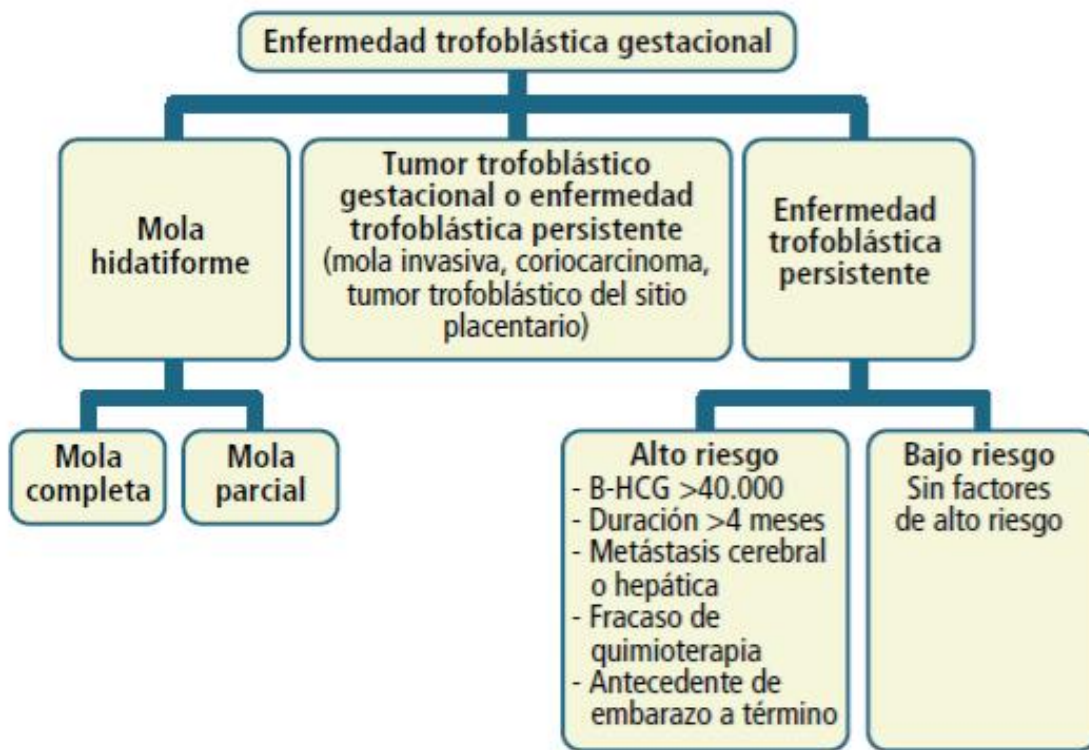 Enfermedad trofoblástica gestacional
Mola
hidatiforme
Tumor trofoblástico
gestacional o enfermedad
trofoblástica persistente
(mola invasiva, coriocarcinoma,
tumor trofoblástico del sitio
placentario)
Enfermedad
trofoblástica
persistente
Mola
completa
Mola
parcial
Alto riesgo
- B-HCG >40.000
- Duración >4 meses
- Metástasis cerebral
o hepática
- Fracaso de
quimioterapia
- Antecedente de
embarazo a término
Bajo riesgo
Sin factores
de alto riesgo